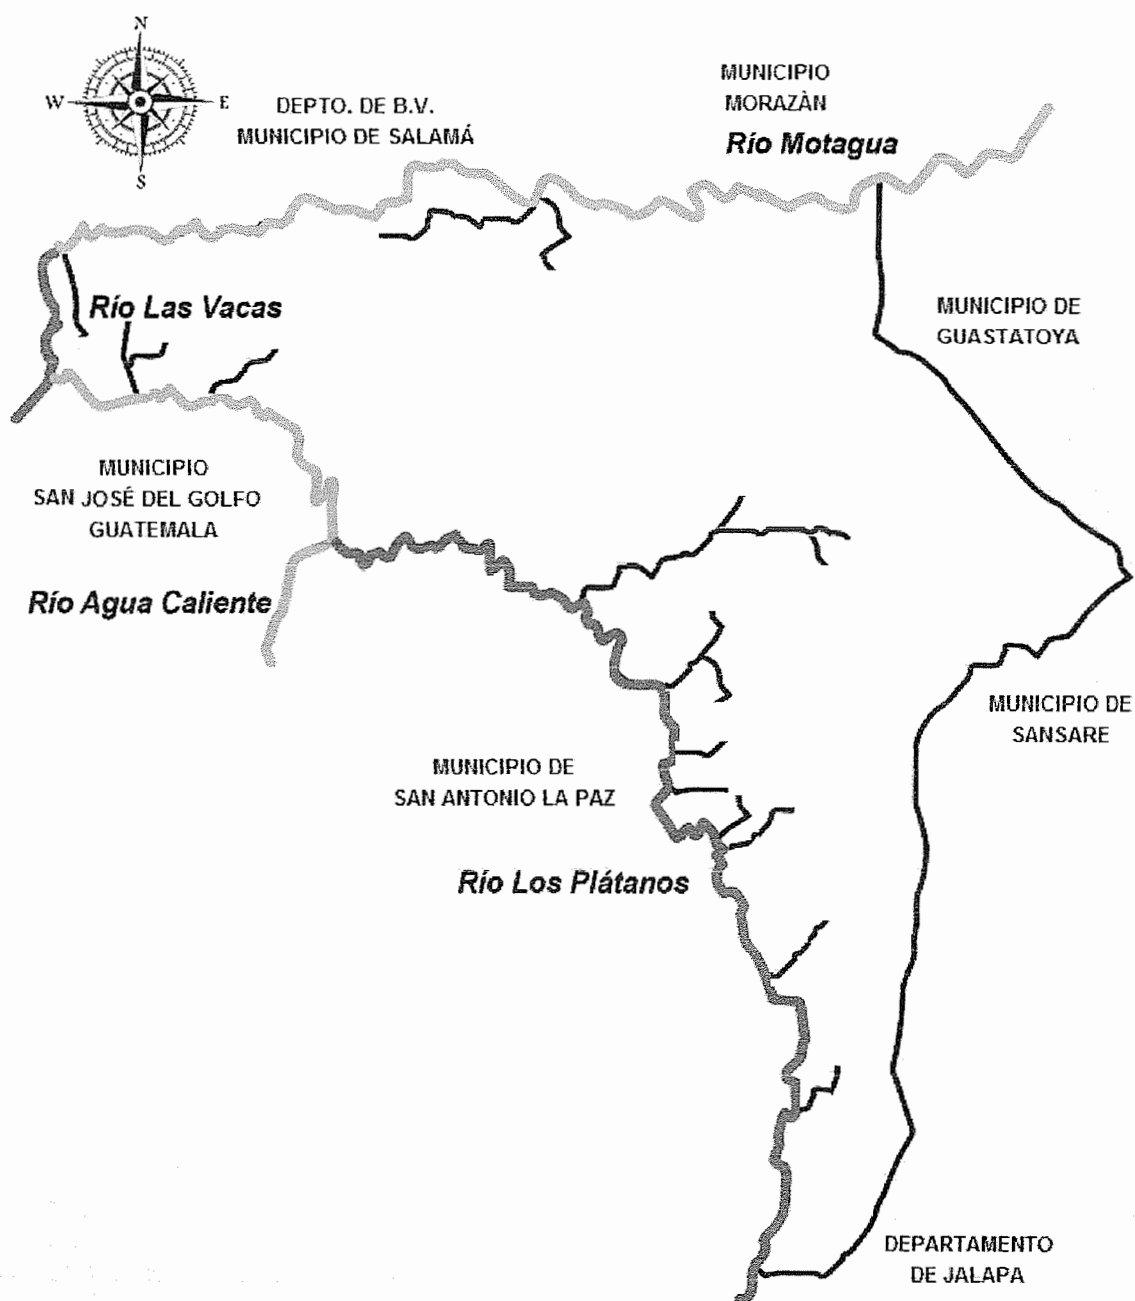 N
W
E
S
DEPTO. DE B.V.
MUNICIPIO DE SALAMÁ
MUNICIPIO
MORAZÀN
Río Motagua
Río Las Vacas
MUNICIPIO DE
GUASTATOYA
MUNICIPIO
SAN JOSÉ DEL GOLFO
GUATEMALA
Río Agua Caliente
MUNICIPIO DE
SANSARE
MUNICIPIO DE
SAN ANTONIO LA PAZ
Río Los Plátanos
DEPARTAMENTO
DE JALAPA